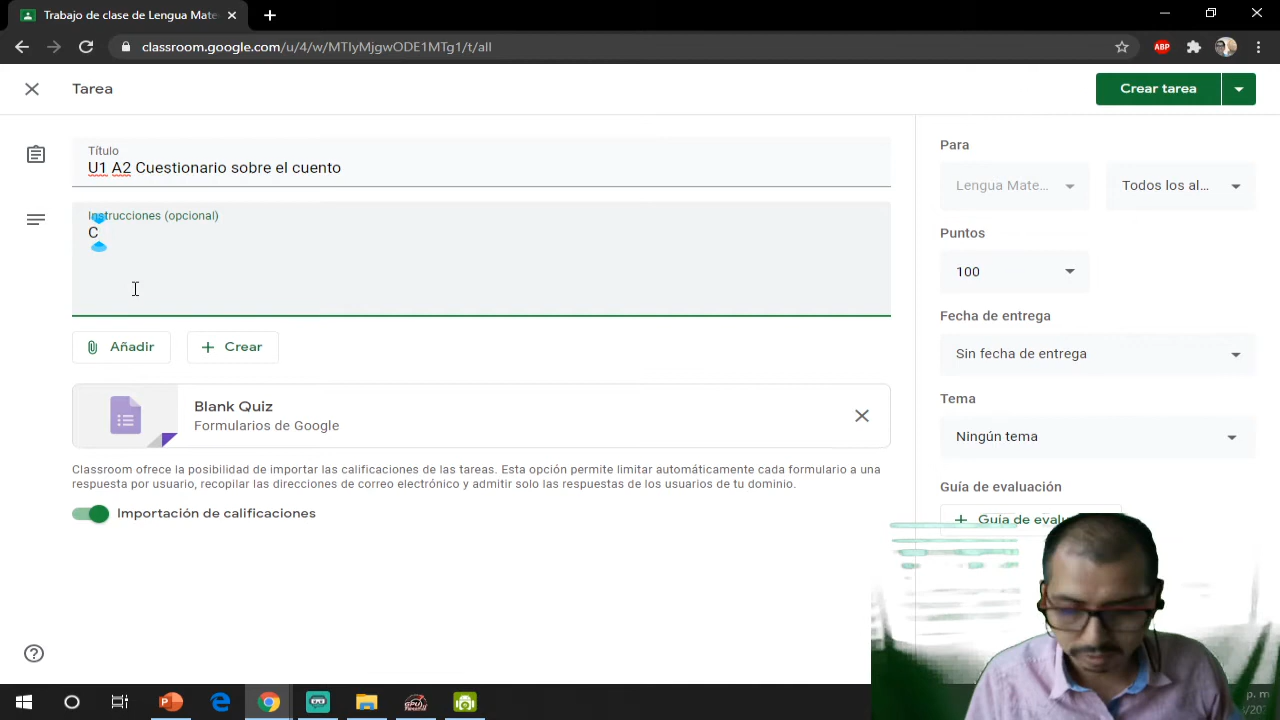 Trabajo de clase de Lengua Mate
classroom.google.com/u/4/w/MTIyMjgwODE1MTg1/t/all
ABP
Tarea
Crear tarea
Título
U1 A2 Cuestionario sobre el cuento
Instrucciones (opcional)
C
Añadir
Crear
Blank Quiz
Formularios de Google
Classroom ofrece la posibilidad de importar las calificaciones de las tareas. Esta opción permite limitar automáticamente cada formulario a una
respuesta por usuario, recopilar las direcciones de correo electrónico y admitir solo las respuestas de los usuarios de tu dominio.
Importación de calificaciones
Para
Lengua Mate...
Todos los al...
Puntos
100
Fecha de entrega
Sin fecha de entrega
Tema
Ningún tema
Guía de evaluación
Guía de evalu
p. m